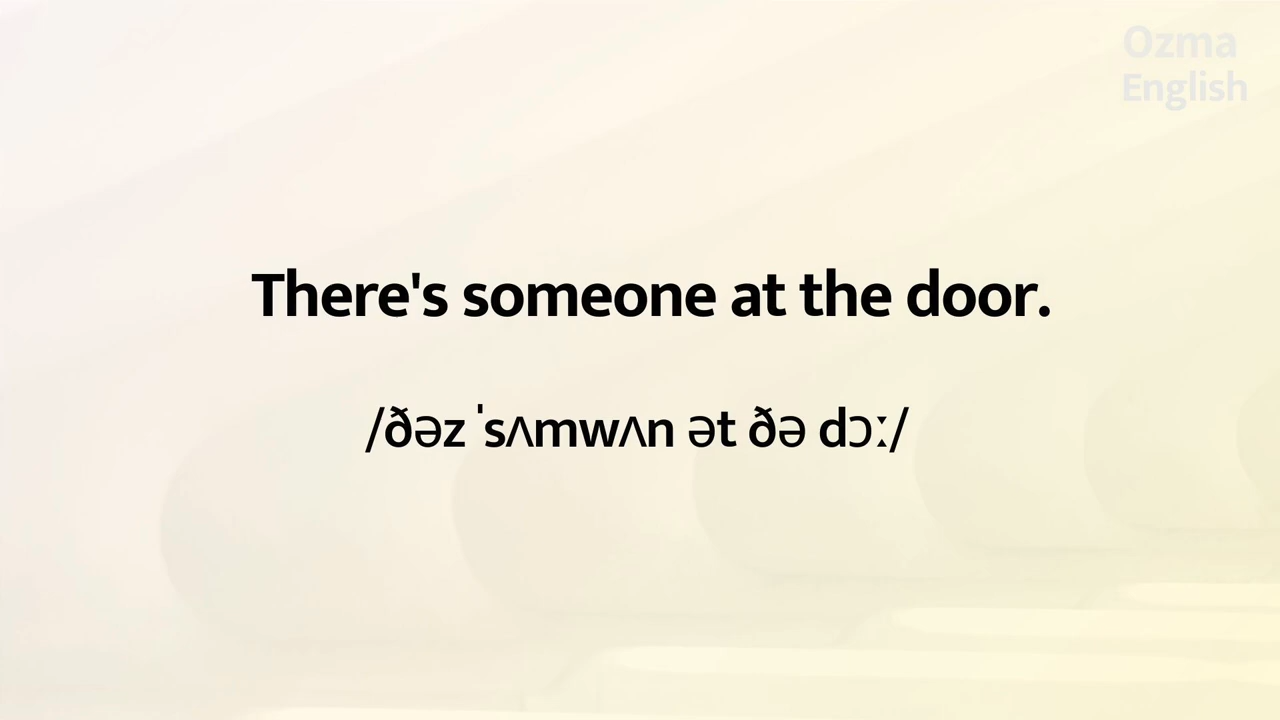 Ozma
English
There's someone at the door.
/ðəz ˈsʌmwʌn ət ðə dɔː/